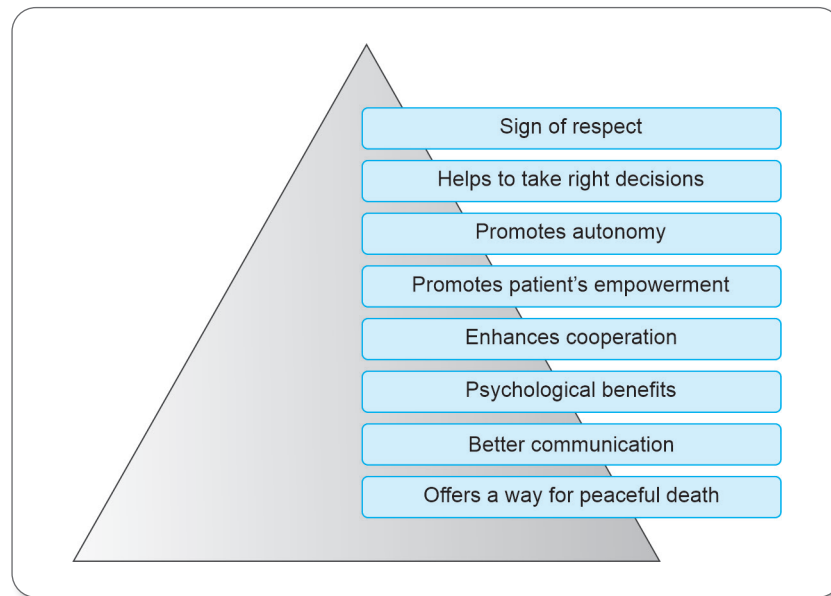 Sign of respect
Helps to take right decisions
Promotes autonomy
Promotes patient’s empowerment
Enhances cooperation
Psychological benefits
Better communication
Offers a way for peaceful death